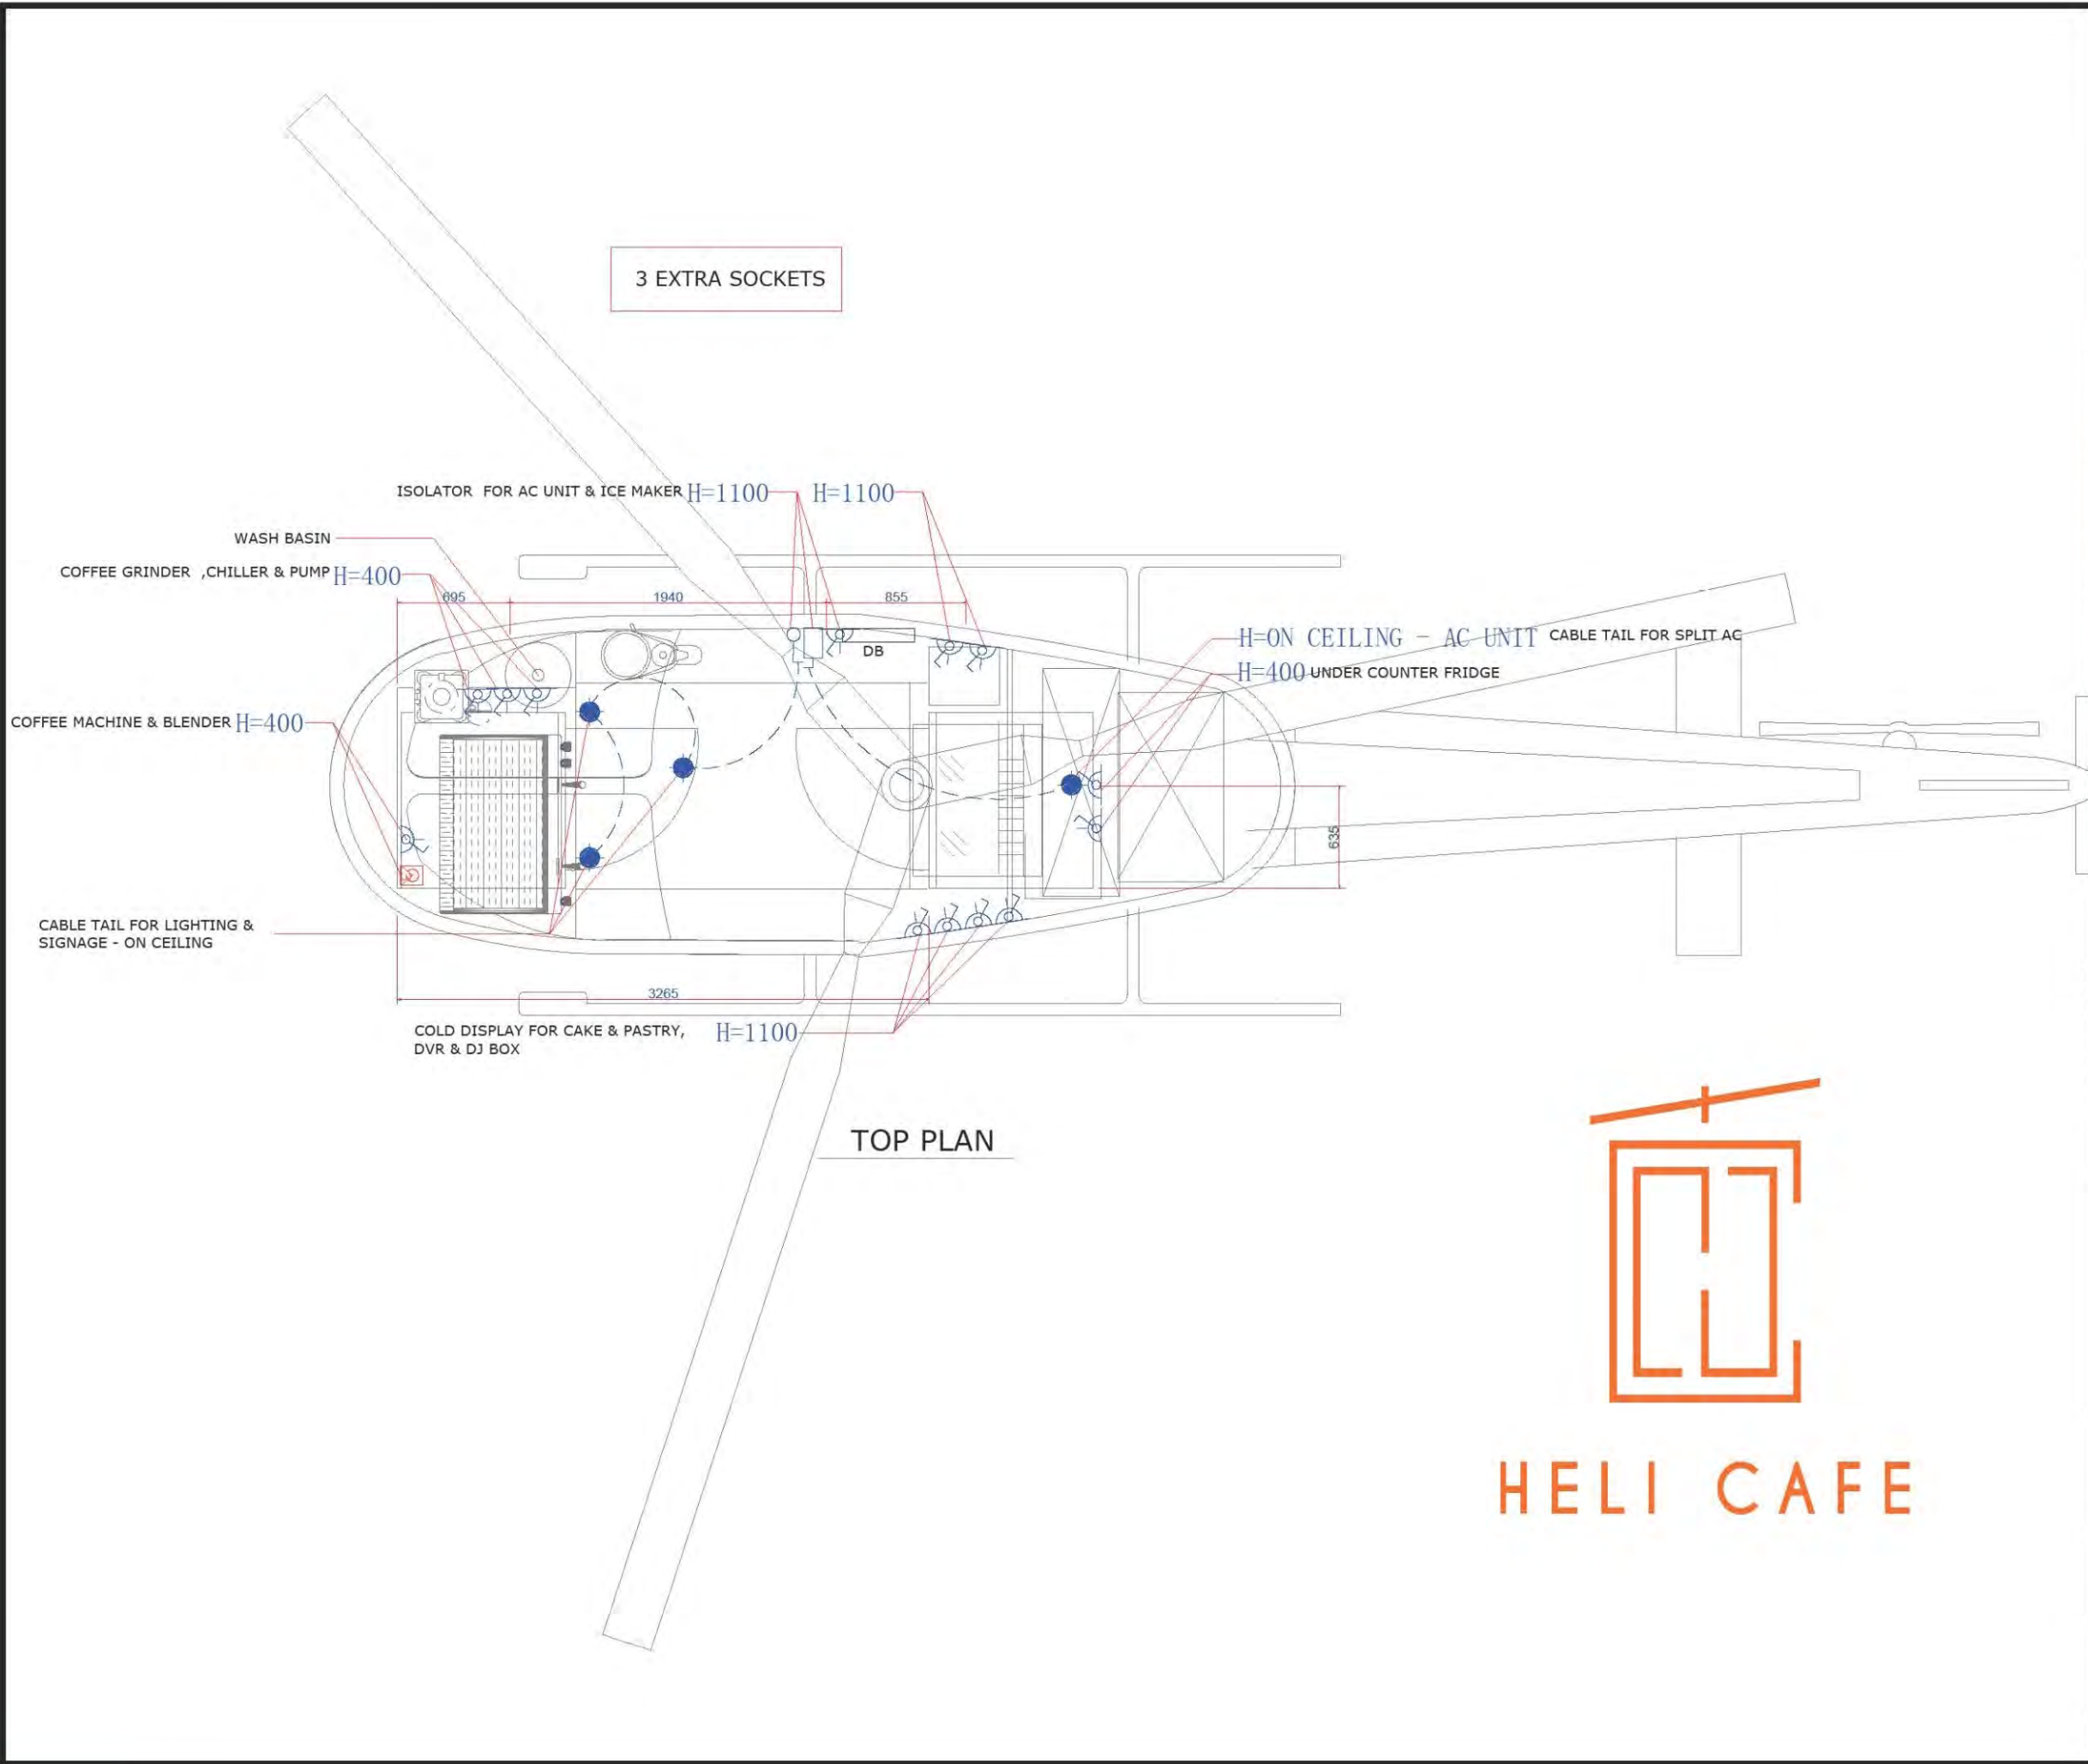 3 EXTRA SOCKETS
ISOLATOR FOR AC UNIT & ICE MAKER H=1100 H=1100
WASH BASIN
COFFEE GRINDER ,CHILLER & PUMP H=400
695 1940 855
H=ON CEILING - AC UNIT CABLE TAIL FOR SPLIT AC
DB
H=400 UNDER COUNTER FRIDGE
COFFEE MACHINE & BLENDER H=400
635
CABLE TAIL FOR LIGHTING &
SIGNAGE - ON CEILING
3265
COLD DISPLAY FOR CAKE & PASTRY, H=1100
DVR & DJ BOX
TOP PLAN
HELI CAFE